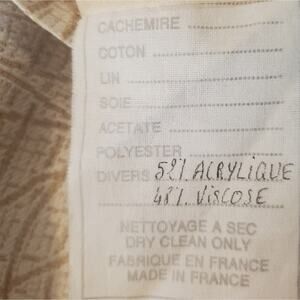 CACHEMIRE
COTON
LIN
SOIE
ACETATE
POLYESTER
DIVERS 52% ACRYLIQUE
48% VISCOSE
NETTOYAGE A SEC
DRY CLEAN ONLY
FABRIQUE EN FRANCE
MADE IN FRANCE